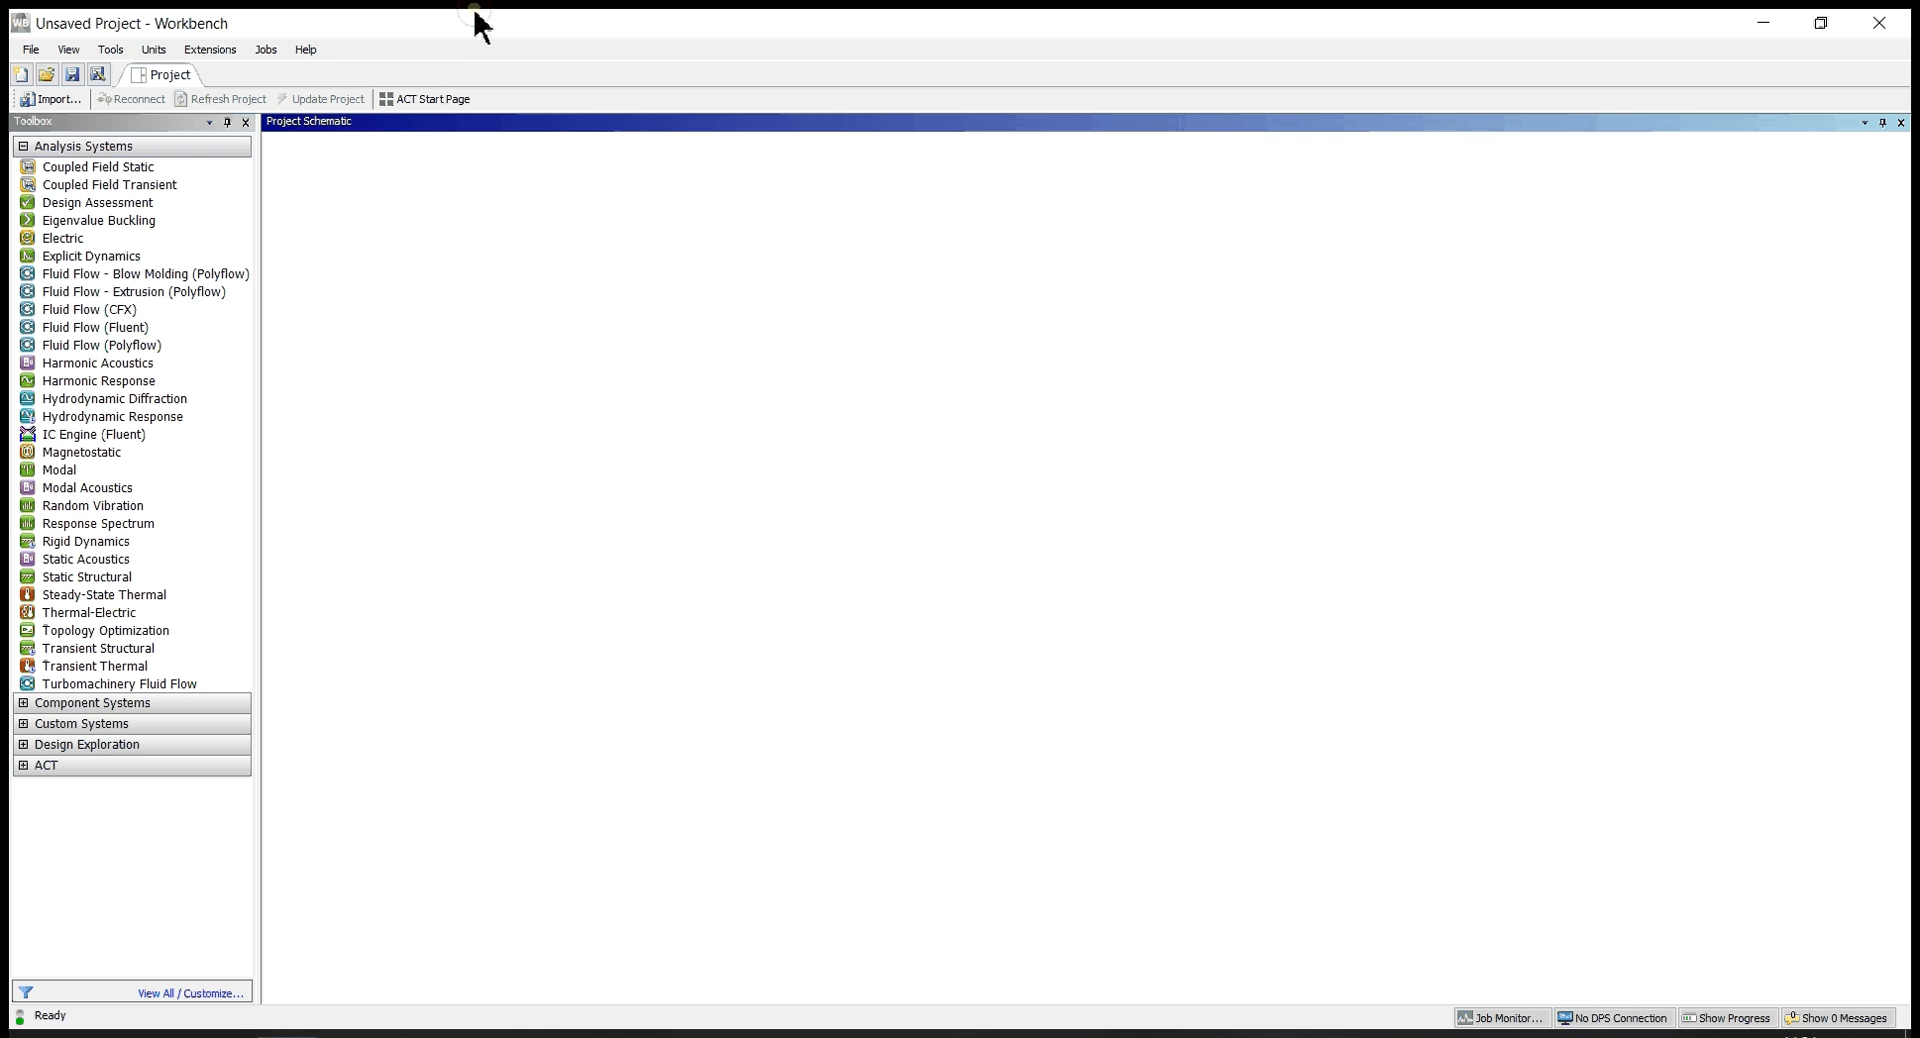 WB Unsaved Project - Workbench
File View Tools Units Extensions Jobs Help
Project
Import... Reconnect Refresh Project Update Project ACT Start Page
Toolbox
Project Schematic
Analysis Systems
Coupled Field Static
Coupled Field Transient
Design Assessment
Eigenvalue Buckling
Electric
Explicit Dynamics
Fluid Flow - Blow Molding (Polyflow)
Fluid Flow - Extrusion (Polyflow)
Fluid Flow (CFX)
Fluid Flow (Fluent)
Fluid Flow (Polyflow)
Harmonic Acoustics
Harmonic Response
Hydrodynamic Diffraction
Hydrodynamic Response
IC Engine (Fluent)
Magnetostatic
Modal
Modal Acoustics
Random Vibration
Response Spectrum
Rigid Dynamics
Static Acoustics
Static Structural
Steady-State Thermal
Thermal-Electric
Topology Optimization
Transient Structural
Transient Thermal
Turbomachinery Fluid Flow
Component Systems
Custom Systems
Design Exploration
ACT
View All / Customize...
Ready
Job Monitor... No DPS Connection Show Progress Show 0 Messages